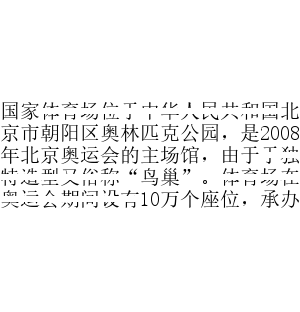 国家体育场位于中华人民共和国北
京市朝阳区奥林匹克公园，是2008
年北京奥运会的主场馆，由于于独
特造型又俗称“鸟巢”。体育场在
奥运会期间设有10万个座位，承办